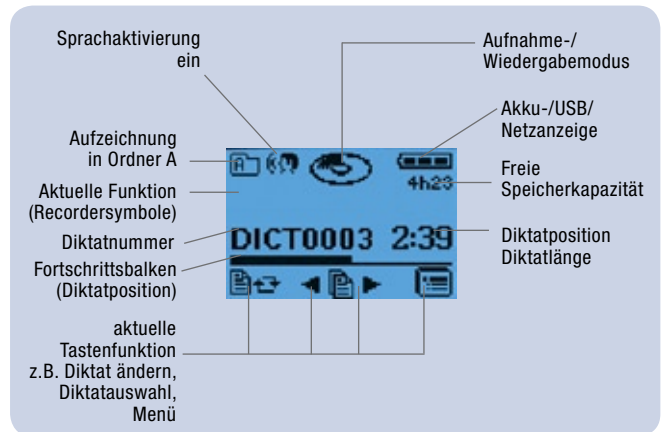 Sprachaktivierung
ein
Aufnahme-/
Wiedergabemodus
Akku-/USB/
Netzanzeige
Aufzeichnung
in Ordner A
A
4h23
Freie
Speicherkapazität
Aktuelle Funktion
(Recordersymbole)
Diktatnummer
DICT0003 2:39
Diktatposition
Diktatlänge
Fortschrittsbalken
(Diktatposition)
aktuelle
Tastenfunktion
z.B. Diktat ändern,
Diktatauswahl,
Menü